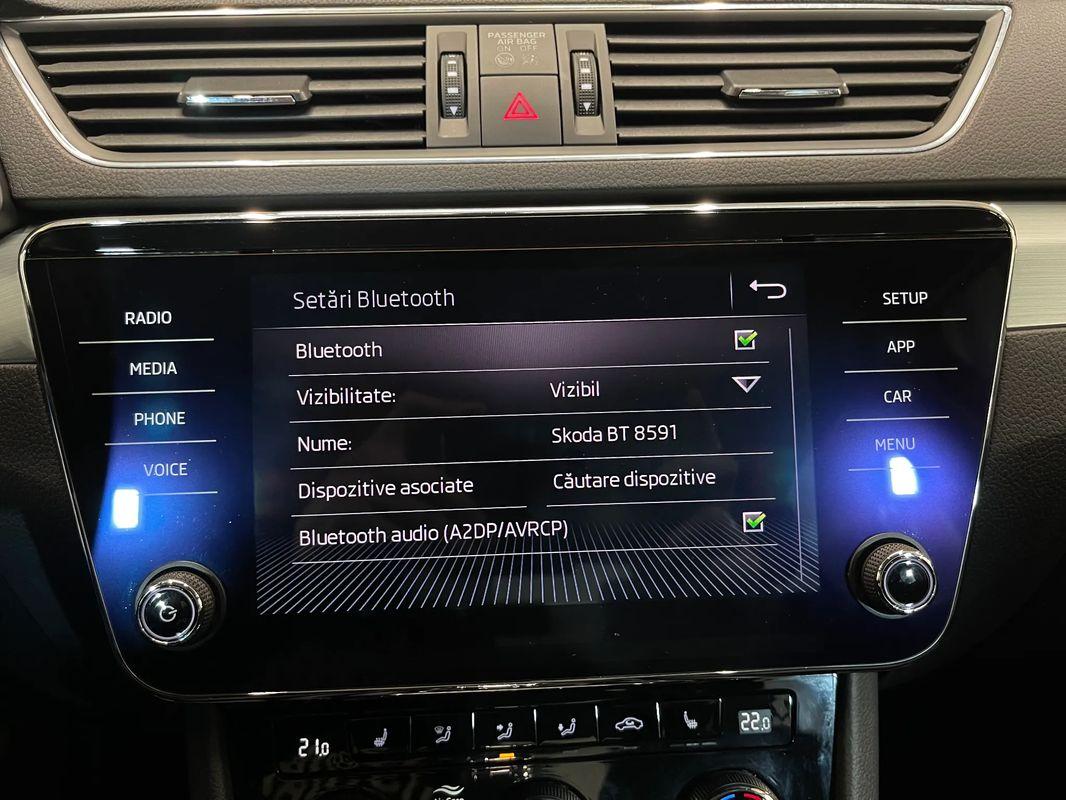 PASSENGER
AIR BAG
ON OFF
RADIO
MEDIA
PHONE
VOICE
Setări Bluetooth
Bluetooth
Vizibilitate: Vizibil
Nume: Skoda BT 8591
Dispozitive asociate Căutare dispozitive
Bluetooth audio (A2DP/AVRCP)
SETUP
APP
CAR
MENU
21.0
22.0